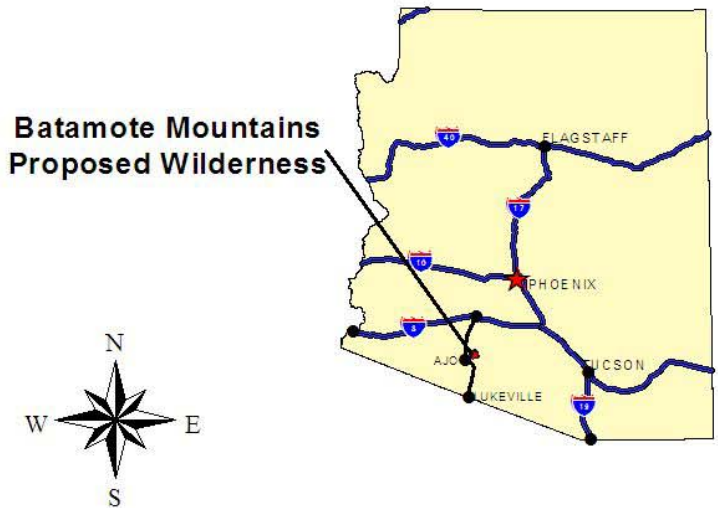 Batamote Mountains
Proposed Wilderness
40
FLAGSTAFF
17
10
PHOENIX
8
AJO
TUCSON
LUKEVILLE
19
N
W
E
S